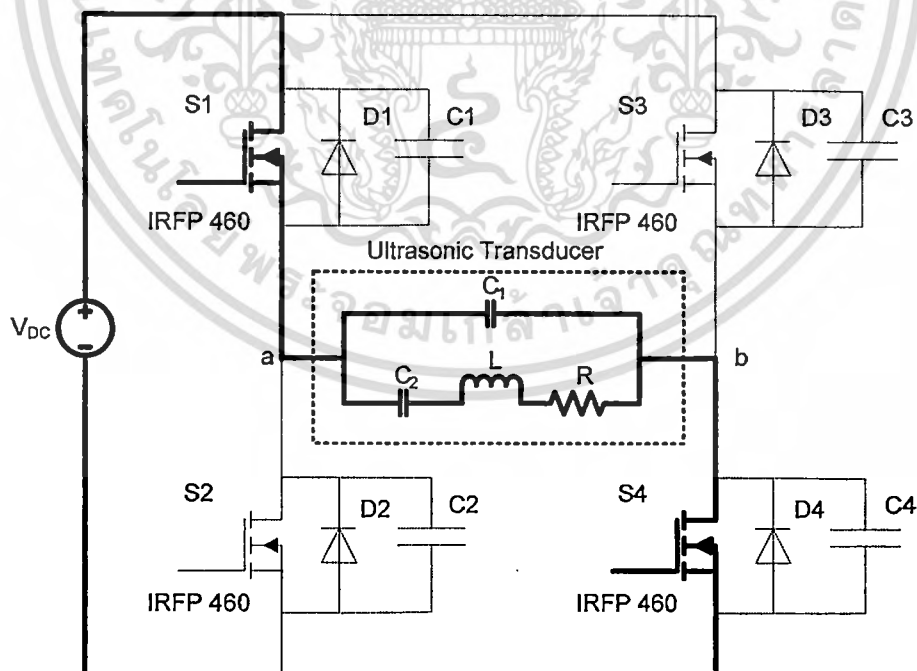 S1
D1
C1
IRFP 460
S3
D3
C3
IRFP 460
Ultrasonic Transducer
C₁
V_DC
+
-
a
b
C₂
L
R
S2
D2
C2
IRFP 460
S4
D4
C4
IRFP 460